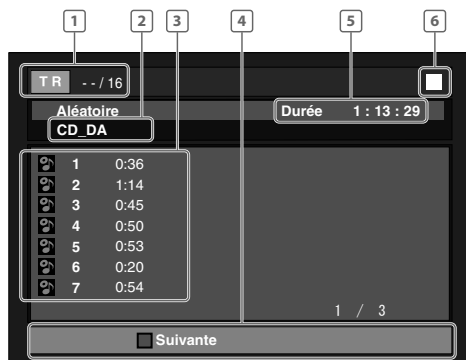 1 2 3 4 5 6
TR - - / 16
Aléatoire Durée 1 : 13 : 29
CD_DA
1 0:36
2 1:14
3 0:45
4 0:50
5 0:53
6 0:20
7 0:54
1 / 3
Suivante